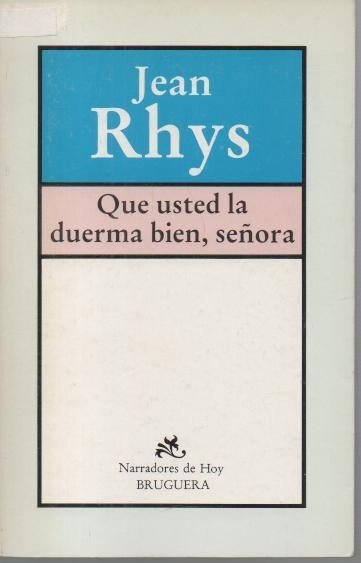 Jean
Rhys
Que usted la
duerma bien, señora
Narradores de Hoy
BRUGUERA